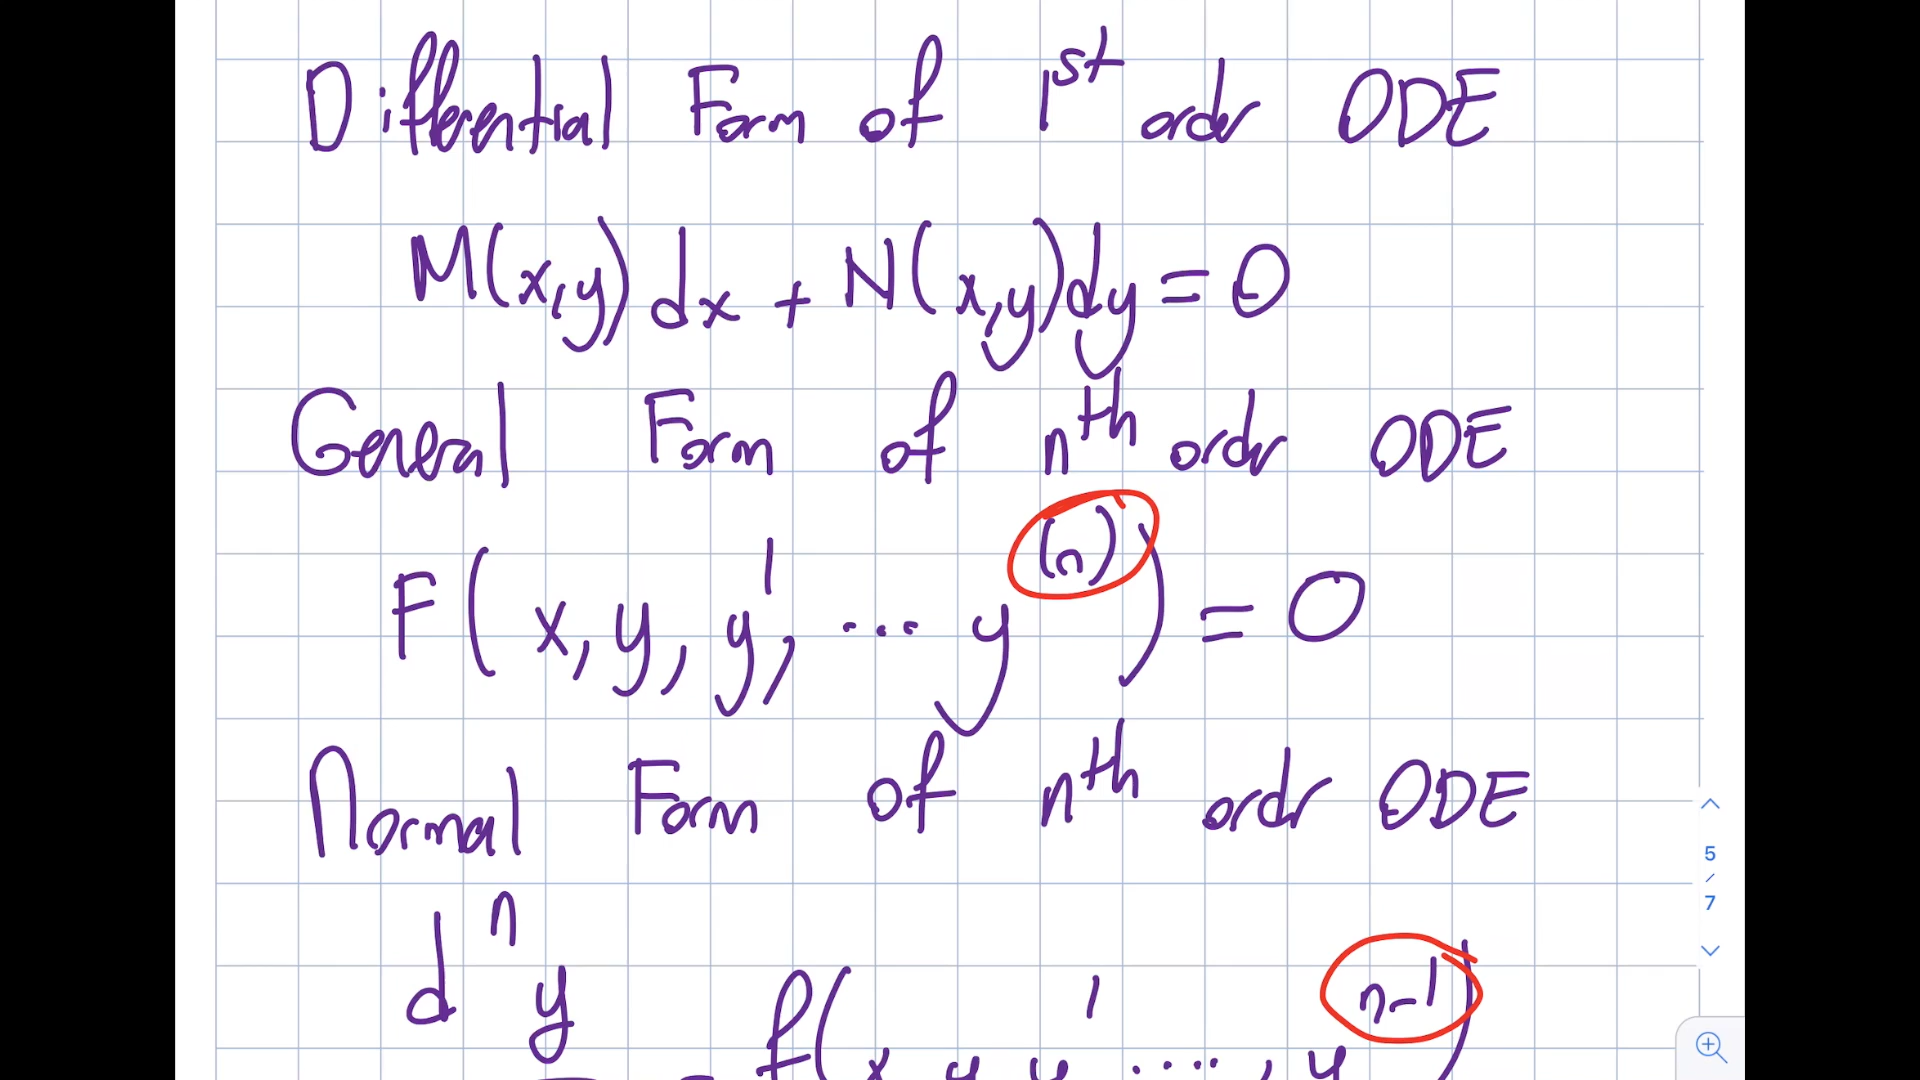 Differential Form of 1st order ODE
M(x,y)dx + N(x,y)dy = 0
General Form of nth order ODE
F(x, y, y', ... y^(n)) = 0
Normal Form of nth order ODE
d^n y
f(x y y' ...., y^n-1)
5
/
7